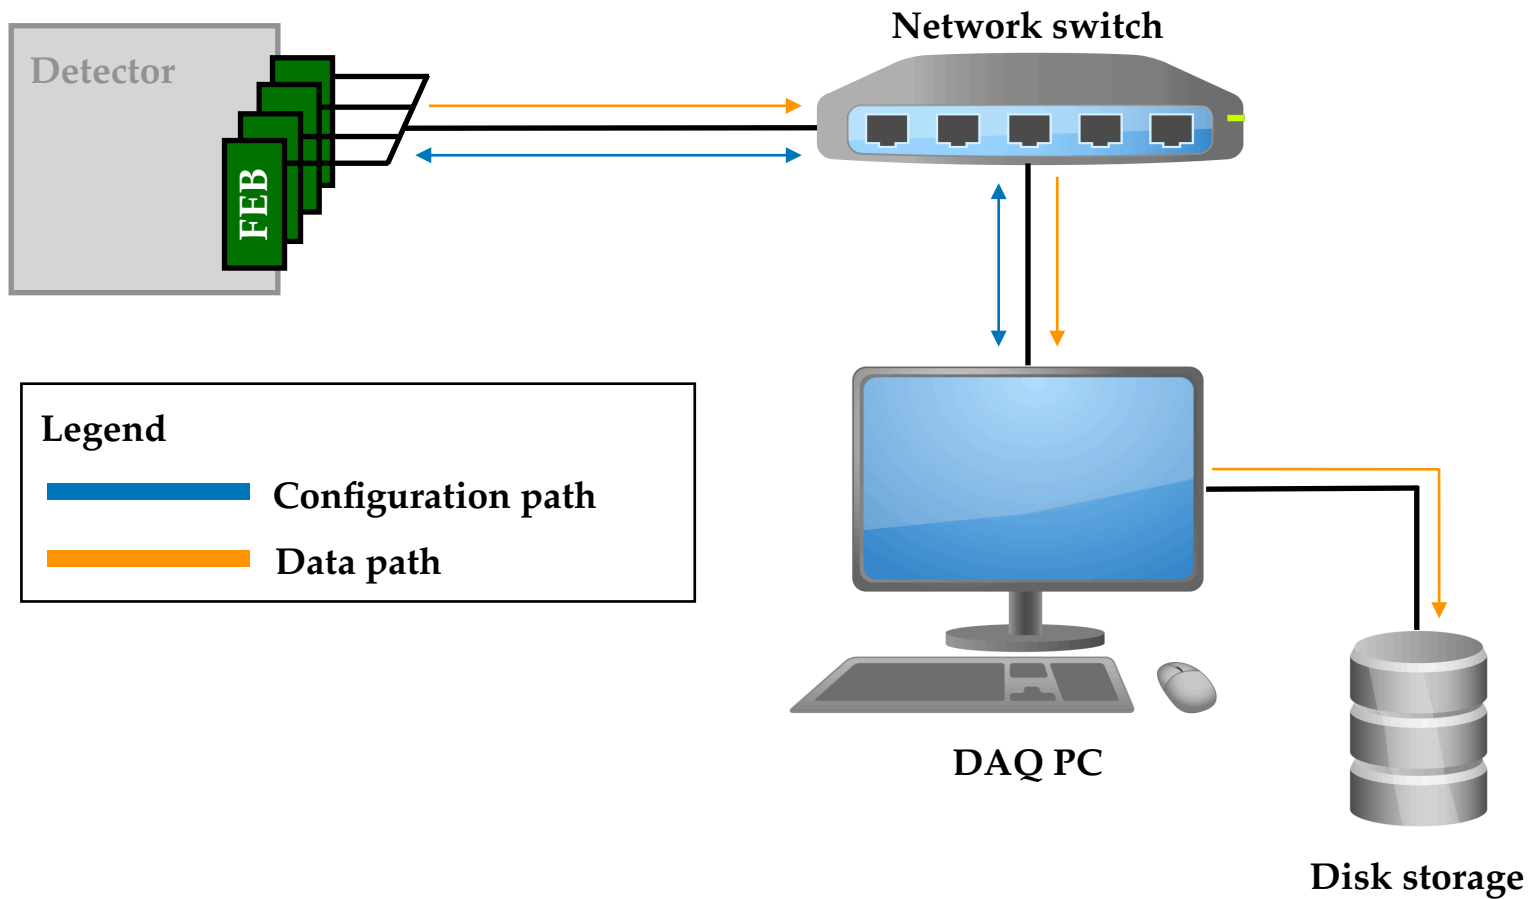 Network switch
Detector
FEB
Legend
Configuration path
Data path
DAQ PC
Disk storage